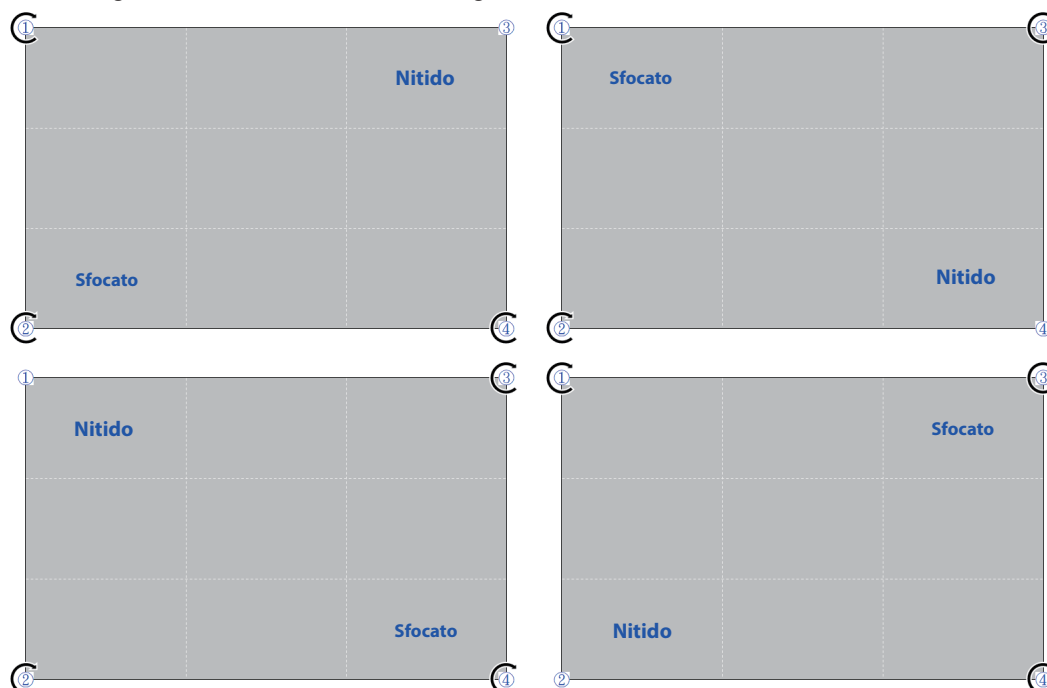 ① ③ ① ③
Nitido
Sfocato
Sfocato
Nitido
② ④ ② ④
① ③ ① ③
Nitido
Sfocato
Sfocato
Nitido
② ④ ② ④